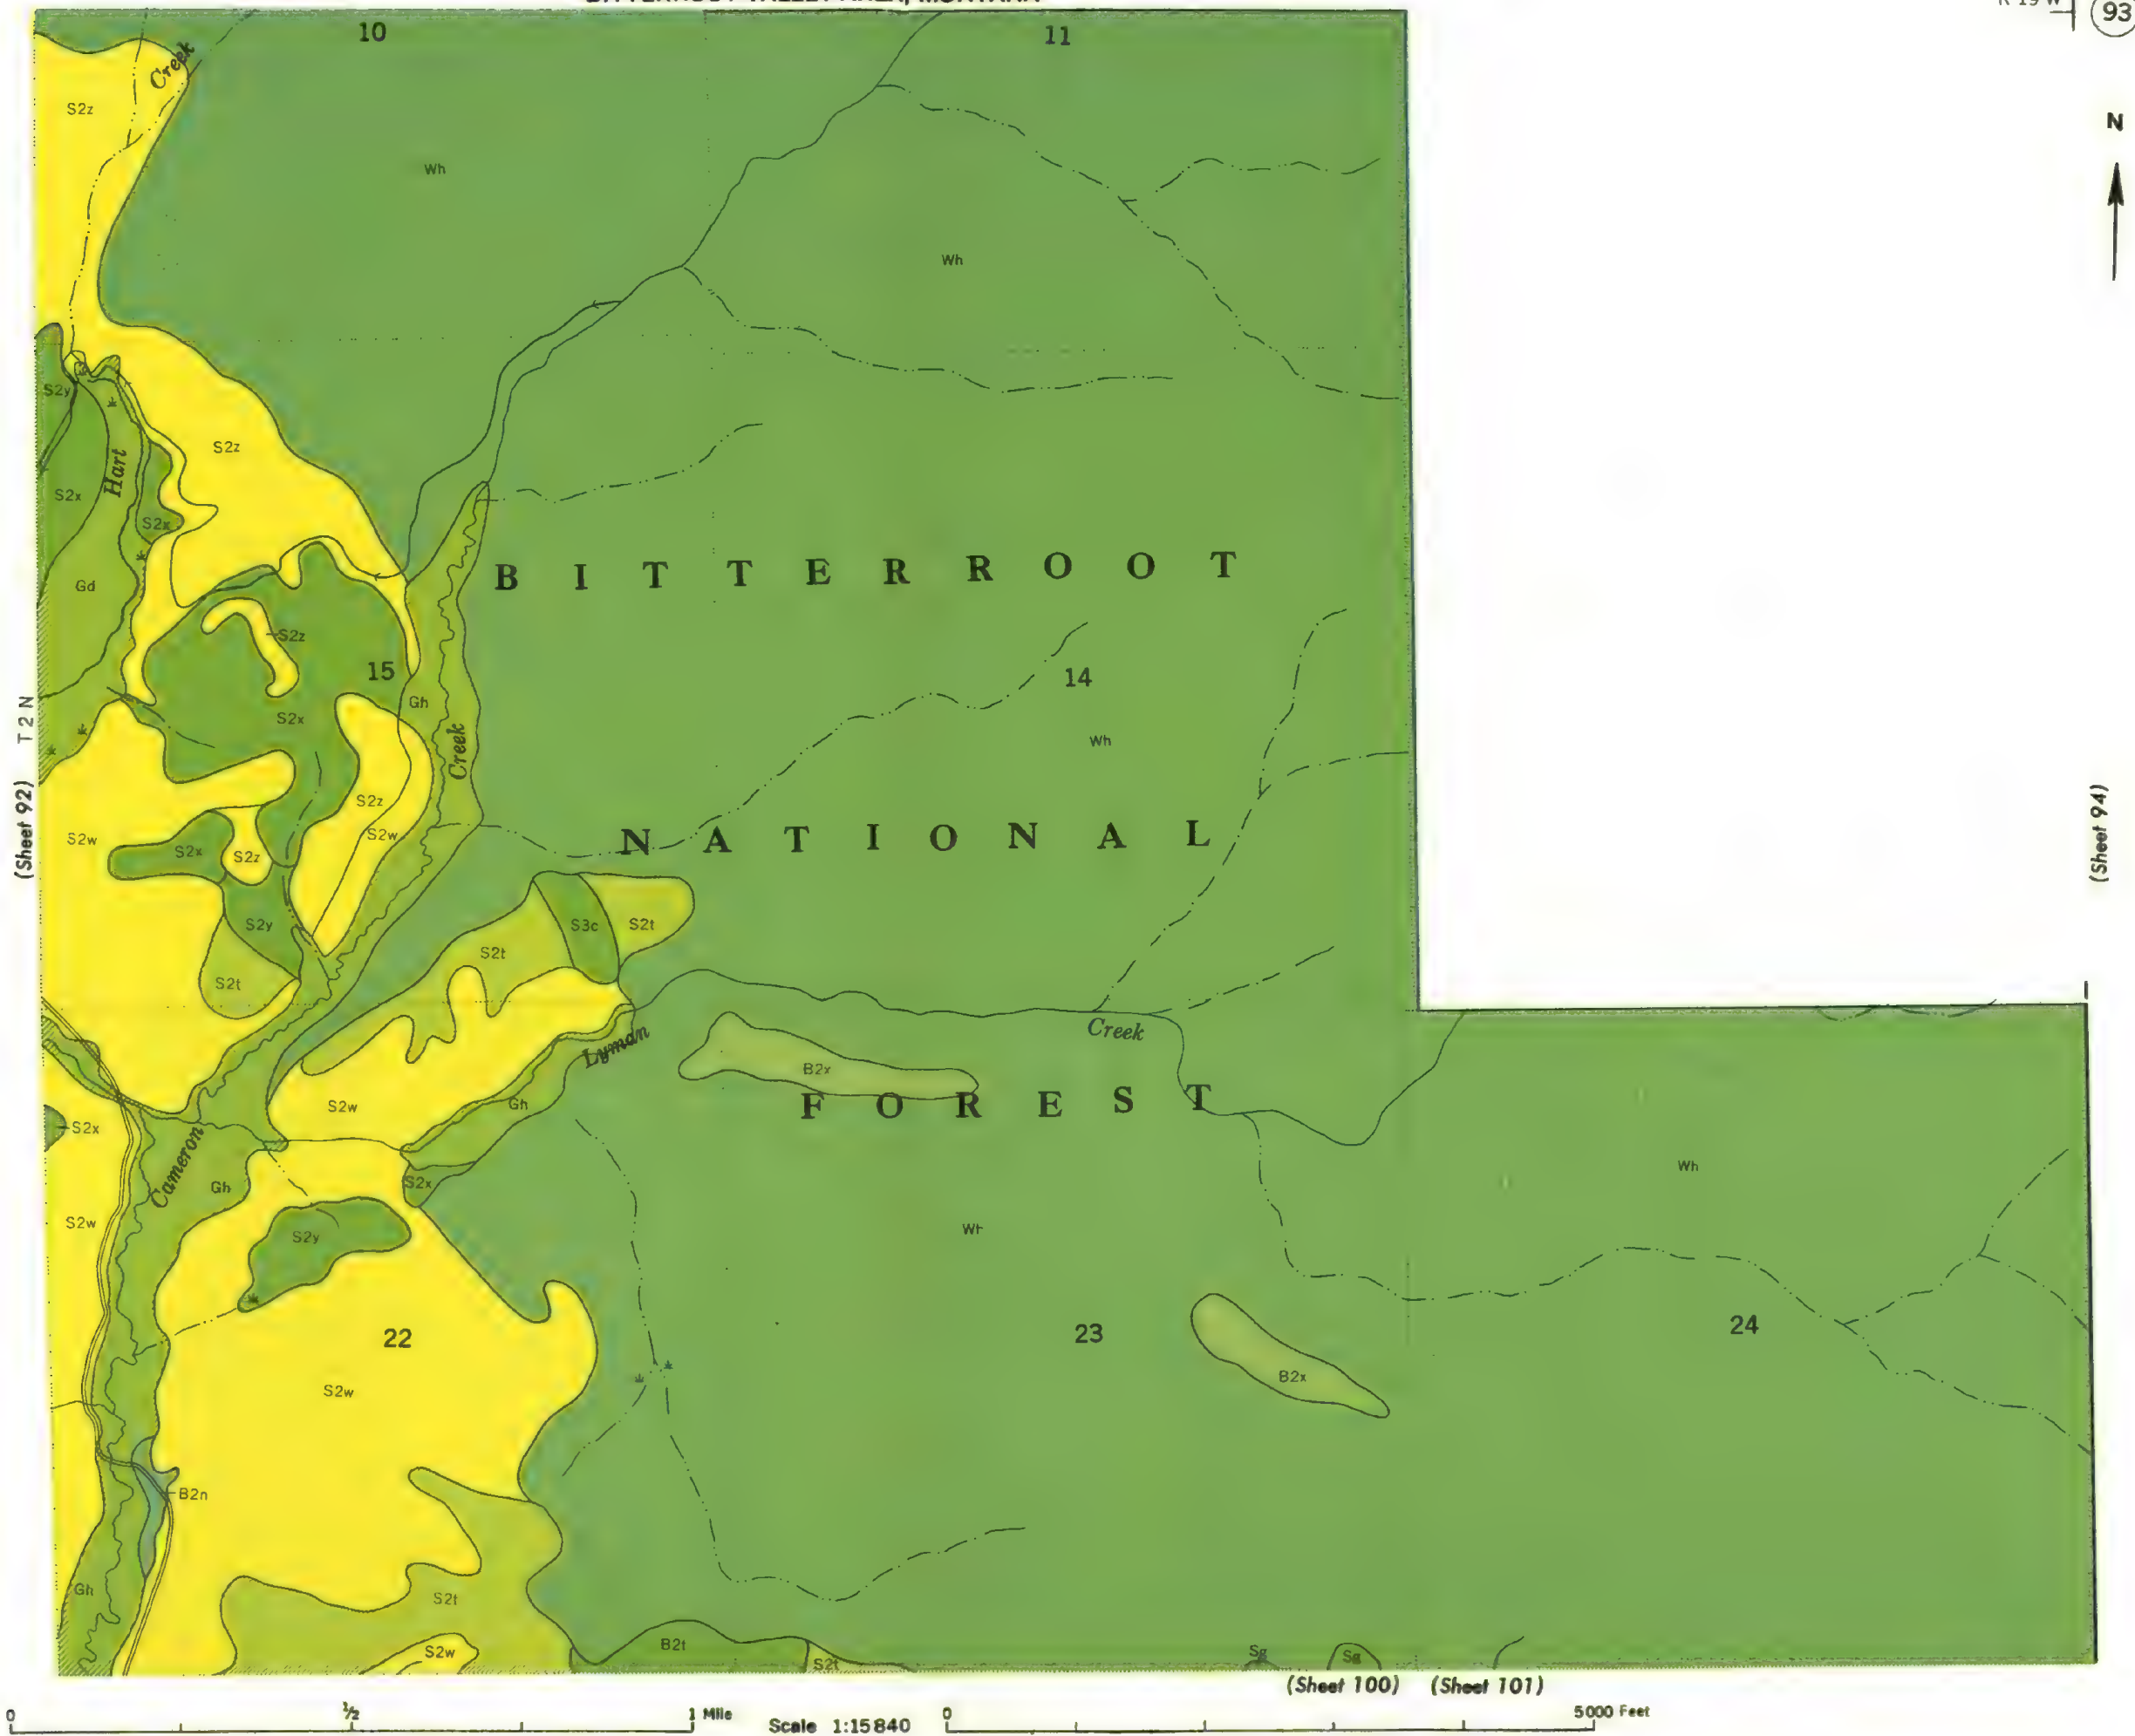 R 19 W
93
10
11
N
Creek
S2z
Wh
Wh
S2y
S2z
Hart
S2x
S2x
Gd
B I T T E R R O O T
S2z
15
14
Gh
T 2 N
S2x
Creek
Wh
S2z
(Sheet 92)
S2w
S2w
N A T I O N A L
(Sheet 94)
S2x
S2z
S2y
S3c
S2t
S2t
S2t
Creek
Lyman
B2x
F O R E S T
S2w
Gh
S2x
Cameron
Wh
Gh
S2x
S2w
S2y
22
23
24
B2x
S2w
B2n
Gh
S2t
B2t
S2w
S2t
Sg
Sg
(Sheet 100) (Sheet 101)
0 ½ 1 Mile
Scale 1:15840
0 5000 Feet